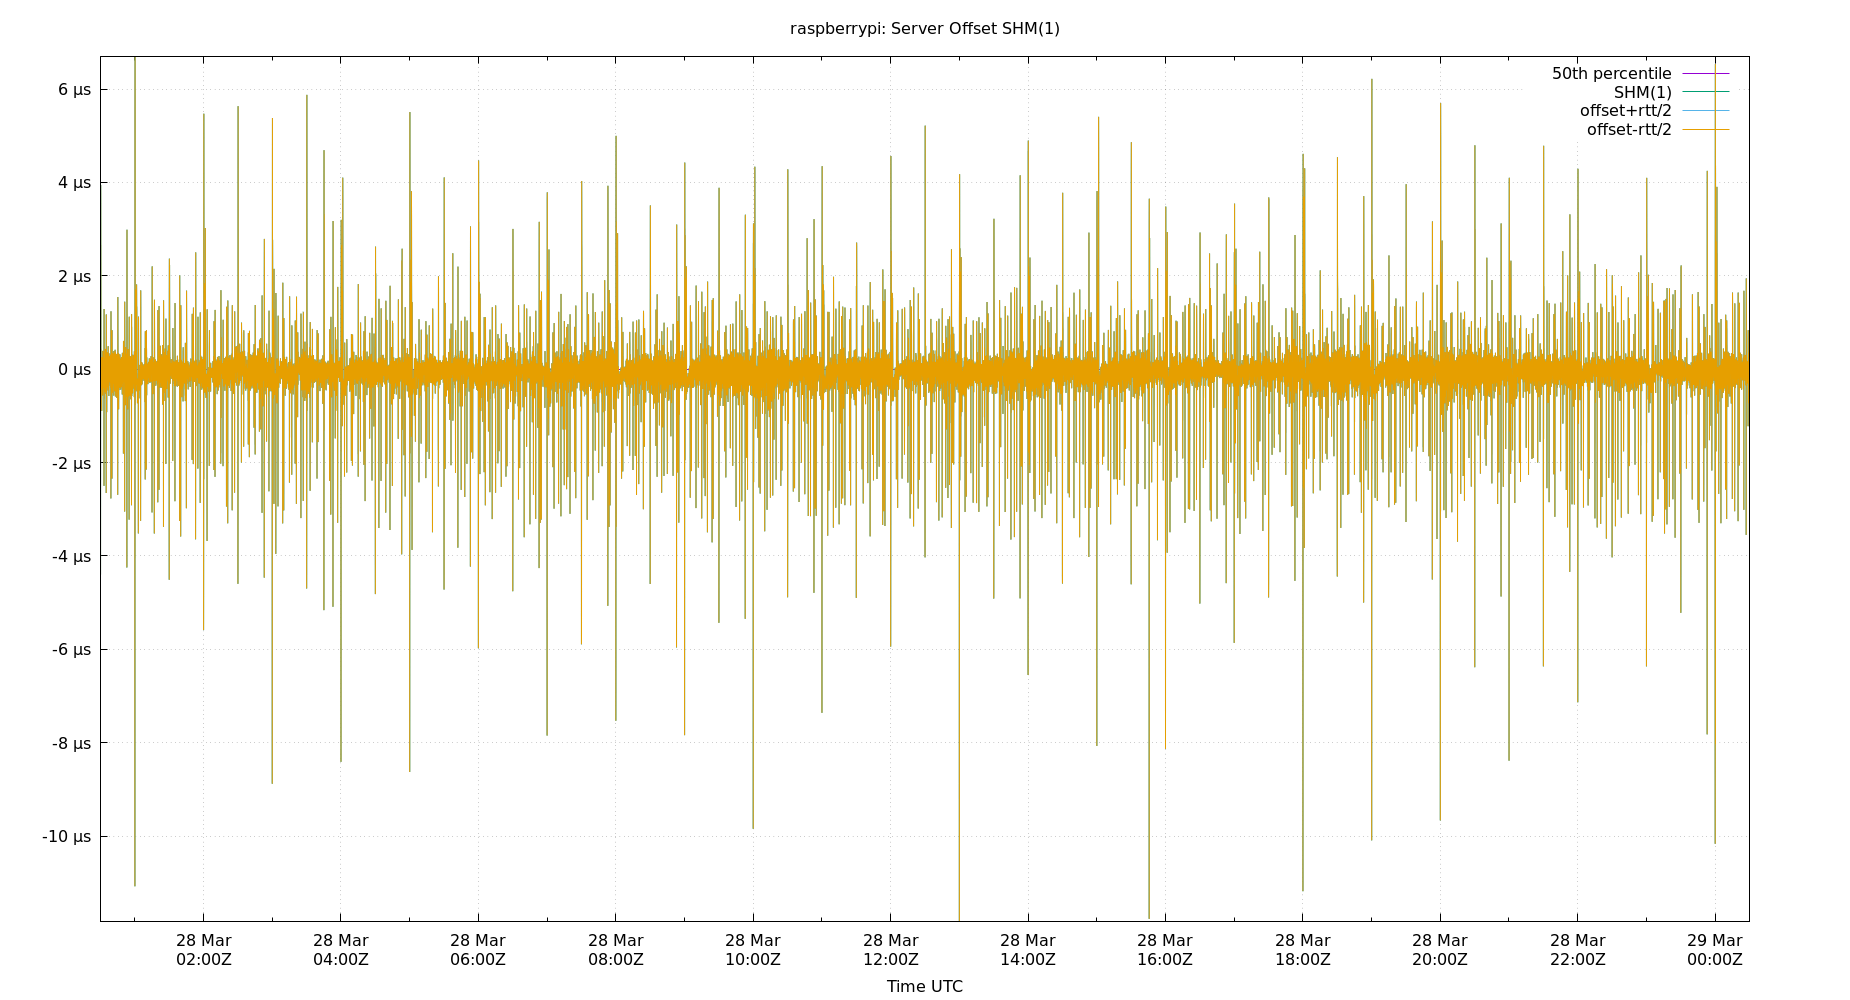 raspberrypi: Server Offset SHM(1)
50th percentile
SHM(1)
offset+rtt/2
offset-rtt/2
6 µs
4 µs
2 µs
0 µs
-2 µs
-4 µs
-6 µs
-8 µs
-10 µs
28 Mar 28 Mar 28 Mar 28 Mar 28 Mar 28 Mar 28 Mar 28 Mar 28 Mar 28 Mar 28 Mar 29 Mar
02:00Z 04:00Z 06:00Z 08:00Z 10:00Z 12:00Z 14:00Z 16:00Z 18:00Z 20:00Z 22:00Z 00:00Z
Time UTC